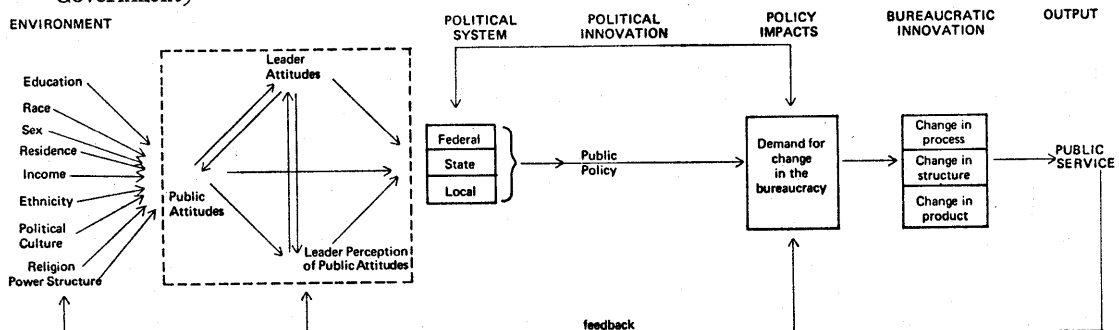 Government
ENVIRONMENT
POLITICAL
SYSTEM
POLITICAL
INNOVATION
POLICY
IMPACTS
BUREAUCRATIC
INNOVATION
OUTPUT
Education
Race
Sex
Residence
Income
Ethnicity
Political
Culture
Religion
Power Structure
Leader
Attitudes
Public
Attitudes
Leader Perception
of Public Attitudes
Federal
State
Local
Public
Policy
Demand for
change
in the
bureaucracy
Change in
process
Change in
structure
Change in
product
PUBLIC
SERVICE
feedback